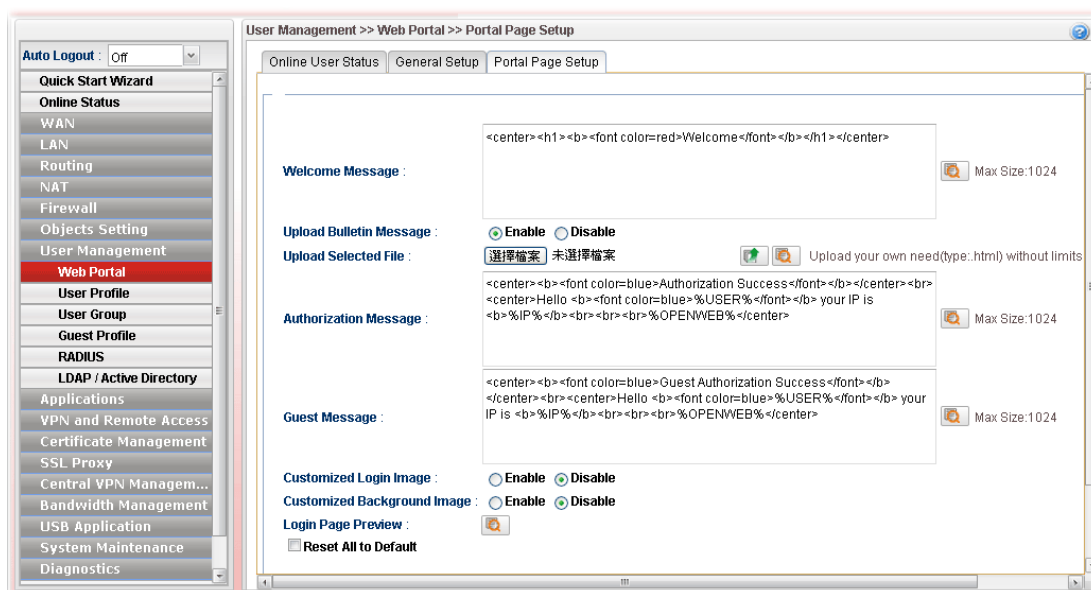 User Management >> Web Portal >> Portal Page Setup
Auto Logout : Off
Quick Start Wizard
Online Status
WAN
LAN
Routing
NAT
Firewall
Objects Setting
User Management
Web Portal
User Profile
User Group
Guest Profile
RADIUS
LDAP / Active Directory
Applications
VPN and Remote Access
Certificate Management
SSL Proxy
Central VPN Managem...
Bandwidth Management
USB Application
System Maintenance
Diagnostics
Online User Status General Setup Portal Page Setup
Welcome Message :
<center><h1><b><font color=red>Welcome</font></b></h1></center>
Max Size:1024
Upload Bulletin Message : Enable Disable
Upload Selected File : 選擇檔案 未選擇檔案 Upload your own need(type:.html) without limits
Authorization Message :
<center><b><font color=blue>Authorization Success</font></b></center><br>
<center>Hello <b><font color=blue>%USER%</font></b> your IP is
<b>%IP%</b><br><br><br>%OPENWEB%</center>
Max Size:1024
Guest Message :
<center><b><font color=blue>Guest Authorization Success</font></b>
</center><br><center>Hello <b><font color=blue>%USER%</font></b> your
IP is <b>%IP%</b><br><br><br>%OPENWEB%</center>
Max Size:1024
Customized Login Image : Enable Disable
Customized Background Image : Enable Disable
Login Page Preview :
Reset All to Default